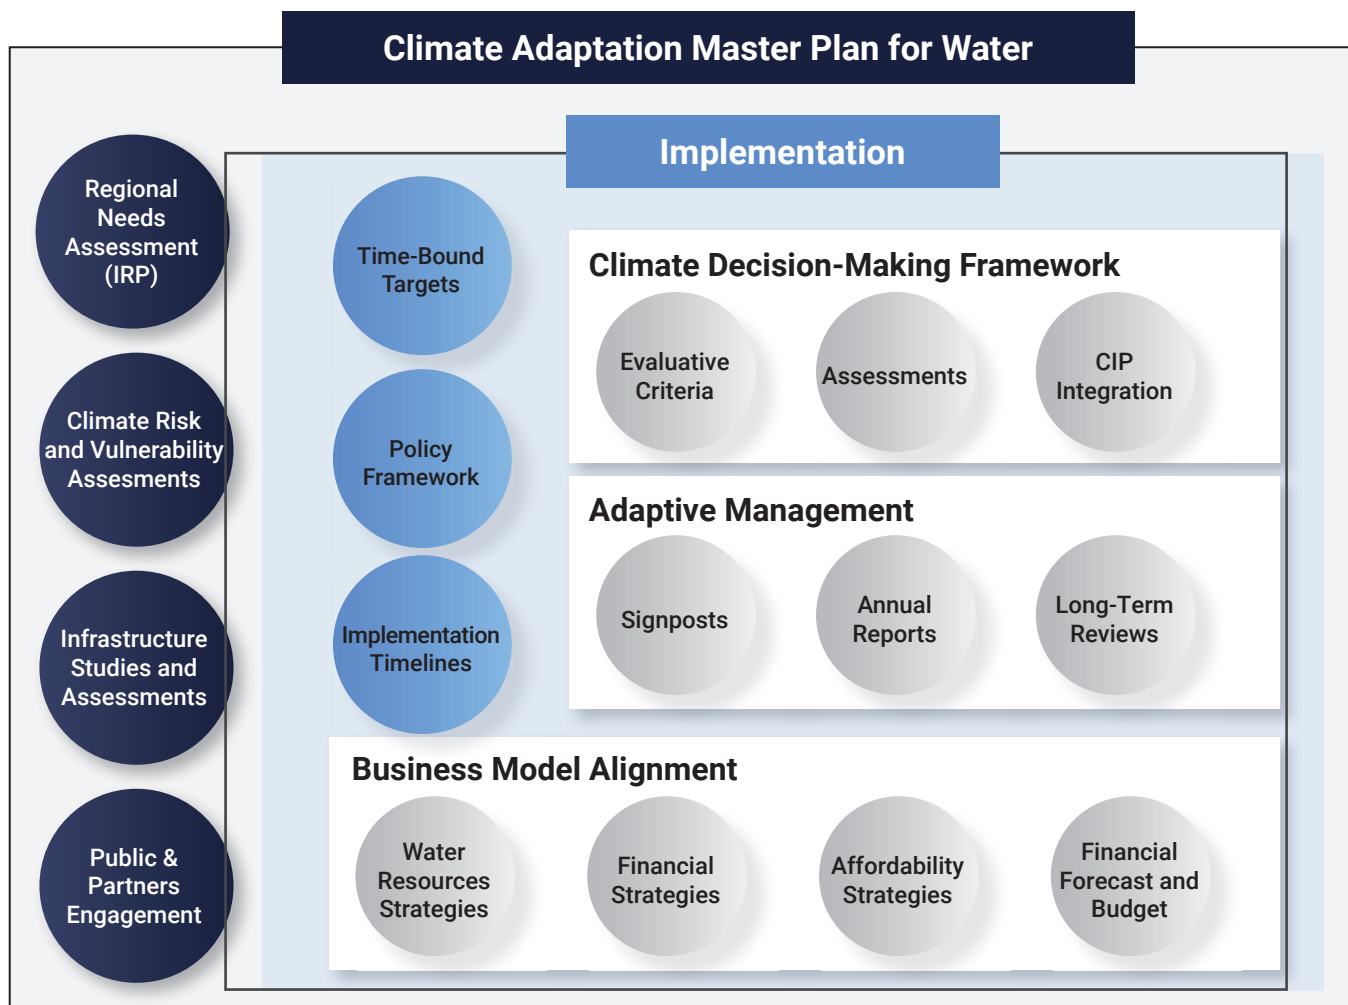 Climate Adaptation Master Plan for Water
Regional
Needs
Assessment
(IRP)
Climate Risk
and Vulnerability
Assesments
Infrastructure
Studies and
Assessments
Public &
Partners
Engagement
Implementation
Time-Bound
Targets
Policy
Framework
Implementation
Timelines
Climate Decision-Making Framework
Evaluative
Criteria
Assessments
CIP
Integration
Adaptive Management
Signposts
Annual
Reports
Long-Term
Reviews
Business Model Alignment
Water
Resources
Strategies
Financial
Strategies
Affordability
Strategies
Financial
Forecast and
Budget